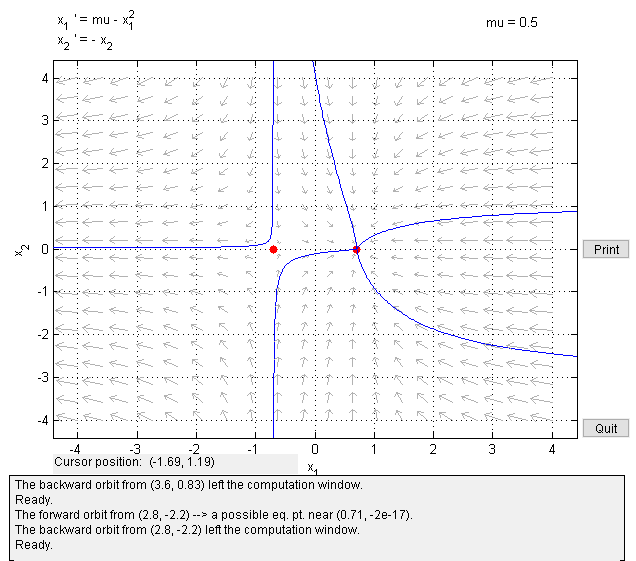 x₁ ' = mu - x₁²
x₂ ' = - x₂
mu = 0.5
4
3
2
1
0
-1
-2
-3
-4
x₂
-4 -3 -2 -1 0 1 2 3 4
x₁
Print
Quit
Cursor position: (-1.69, 1.19)
The backward orbit from (3.6, 0.83) left the computation window.
Ready.
The forward orbit from (2.8, -2.2) --> a possible eq. pt. near (0.71, -2e-17).
The backward orbit from (2.8, -2.2) left the computation window.
Ready.